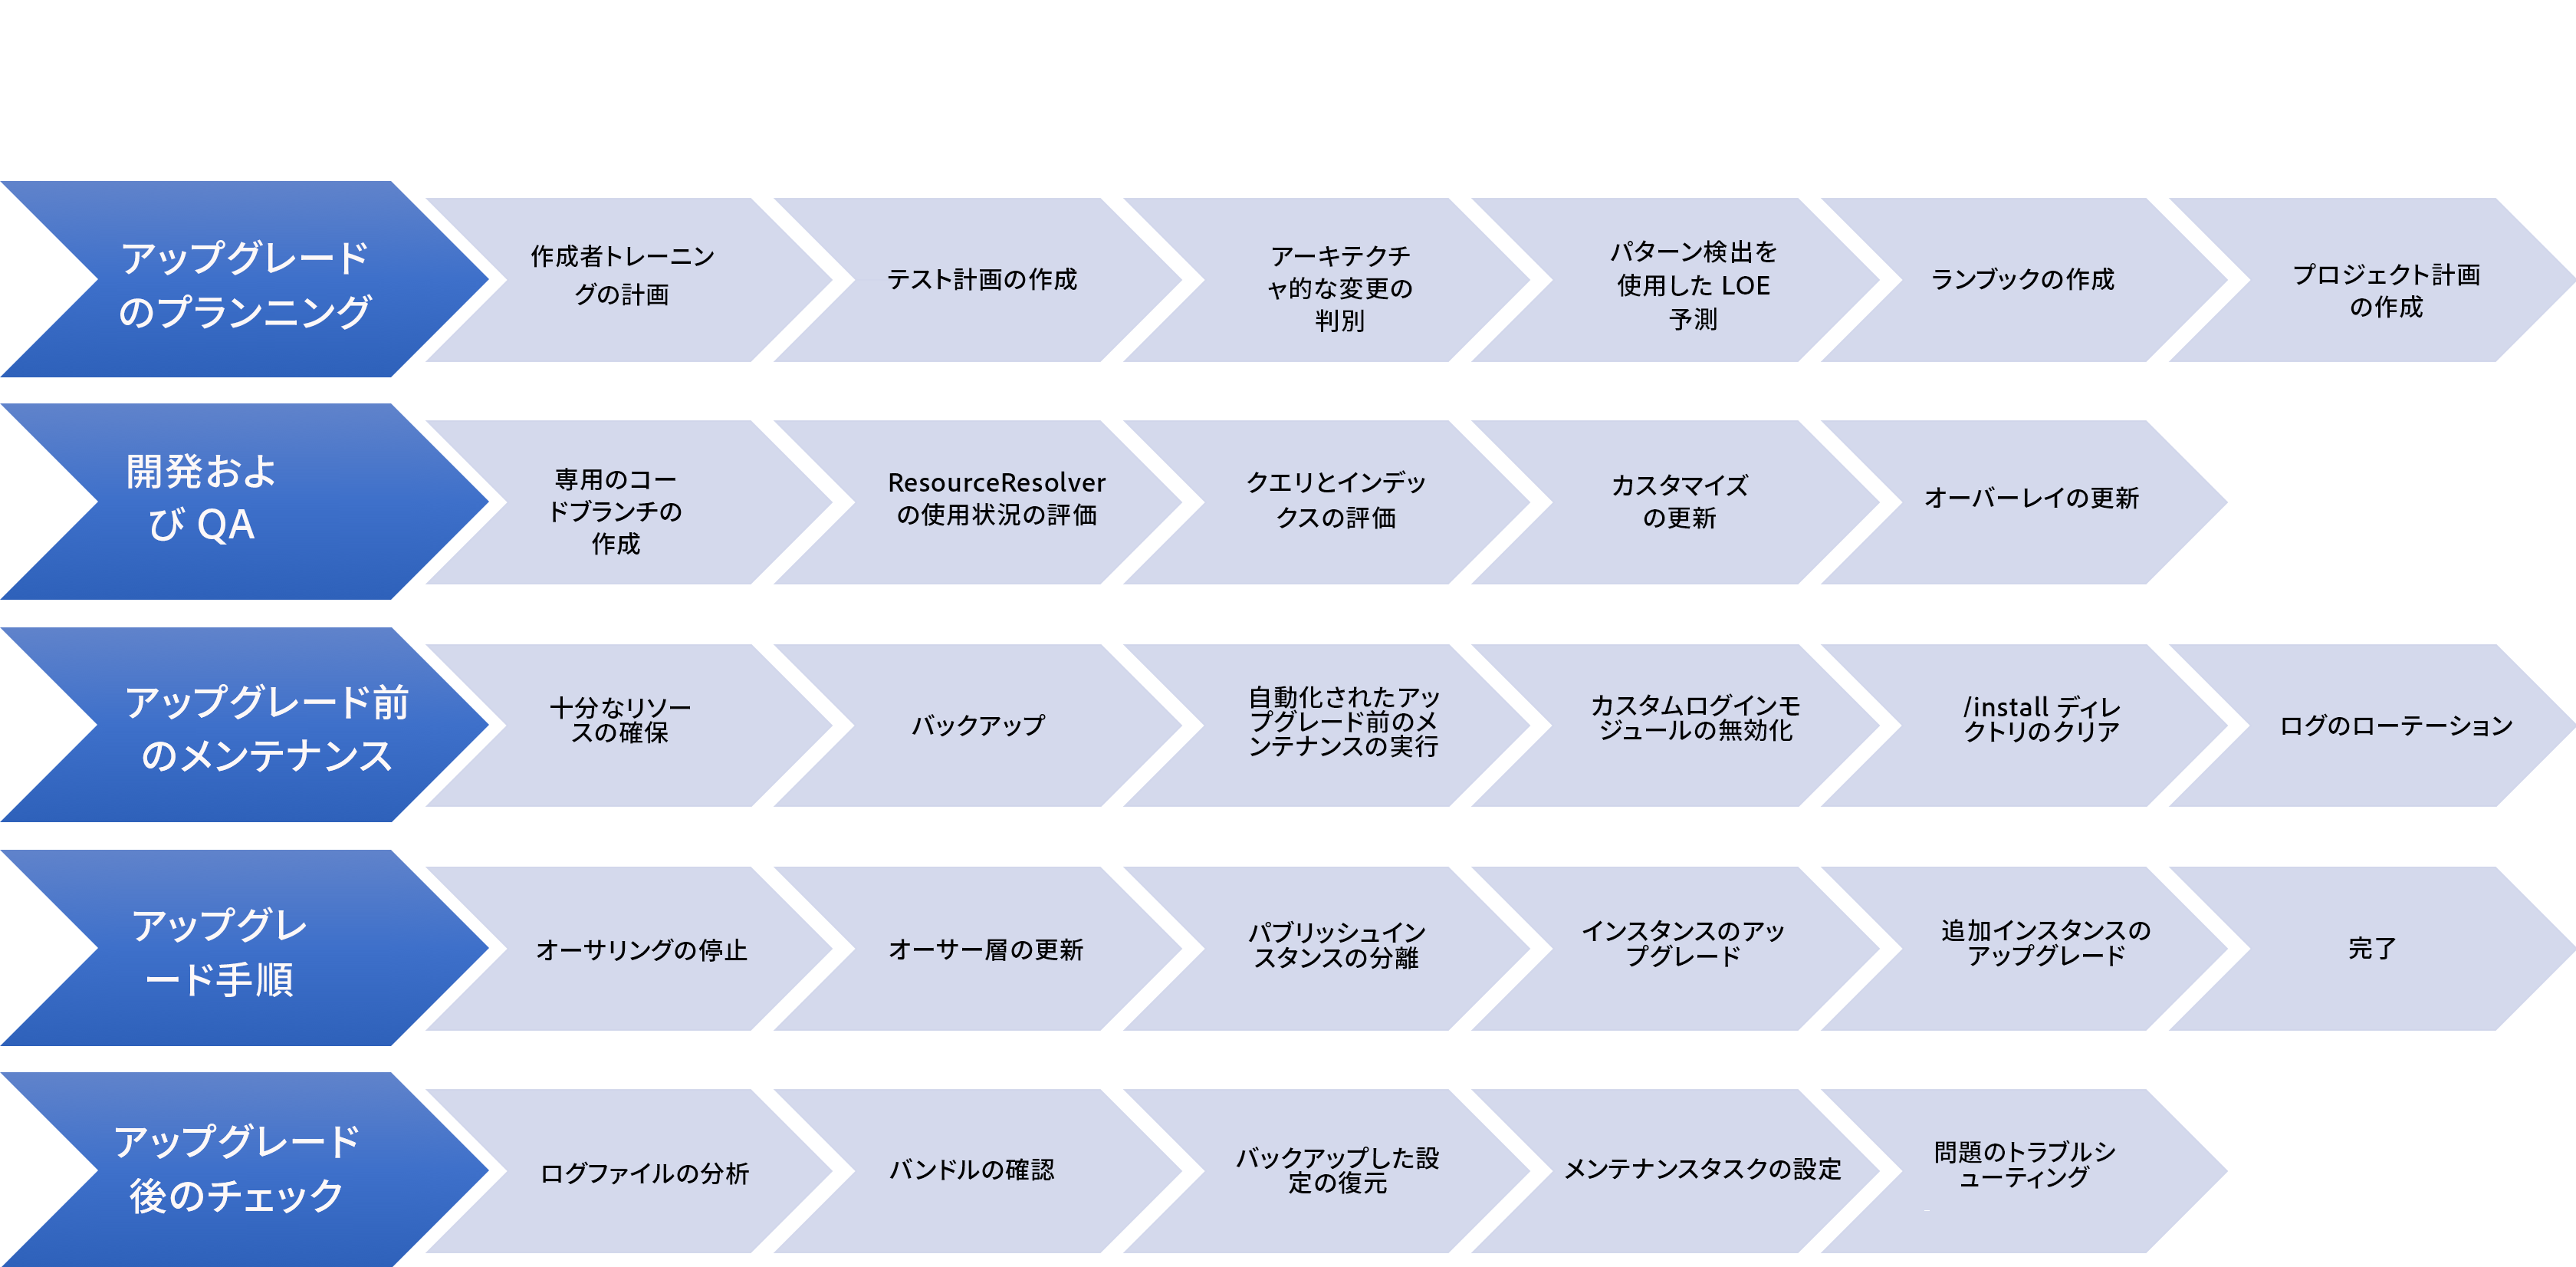 アップグレード
のプランニング
作成者トレーニン
グの計画
テスト計画の作成
アーキテクチ
ャ的な変更の
判別
パターン検出を
使用した LOE
予測
ランブックの作成
プロジェクト計画
の作成
開発およ
び QA
専用のコー
ドブランチの
作成
ResourceResolver
の使用状況の評価
クエリとインデッ
クスの評価
カスタマイズ
の更新
オーバーレイの更新
アップグレード前
のメンテナンス
十分なリソー
スの確保
バックアップ
自動化されたアッ
プグレード前のメ
ンテナンスの実行
カスタムログインモ
ジュールの無効化
/install ディレ
クトリのクリア
ログのローテーション
アップグレ
ード手順
オーサリングの停止
オーサー層の更新
パブリッシュイン
スタンスの分離
インスタンスのアッ
プグレード
追加インスタンスの
アップグレード
完了
アップグレード
後のチェック
ログファイルの分析
バンドルの確認
バックアップした設
定の復元
メンテナンスタスクの設定
問題のトラブルシ
ューティング